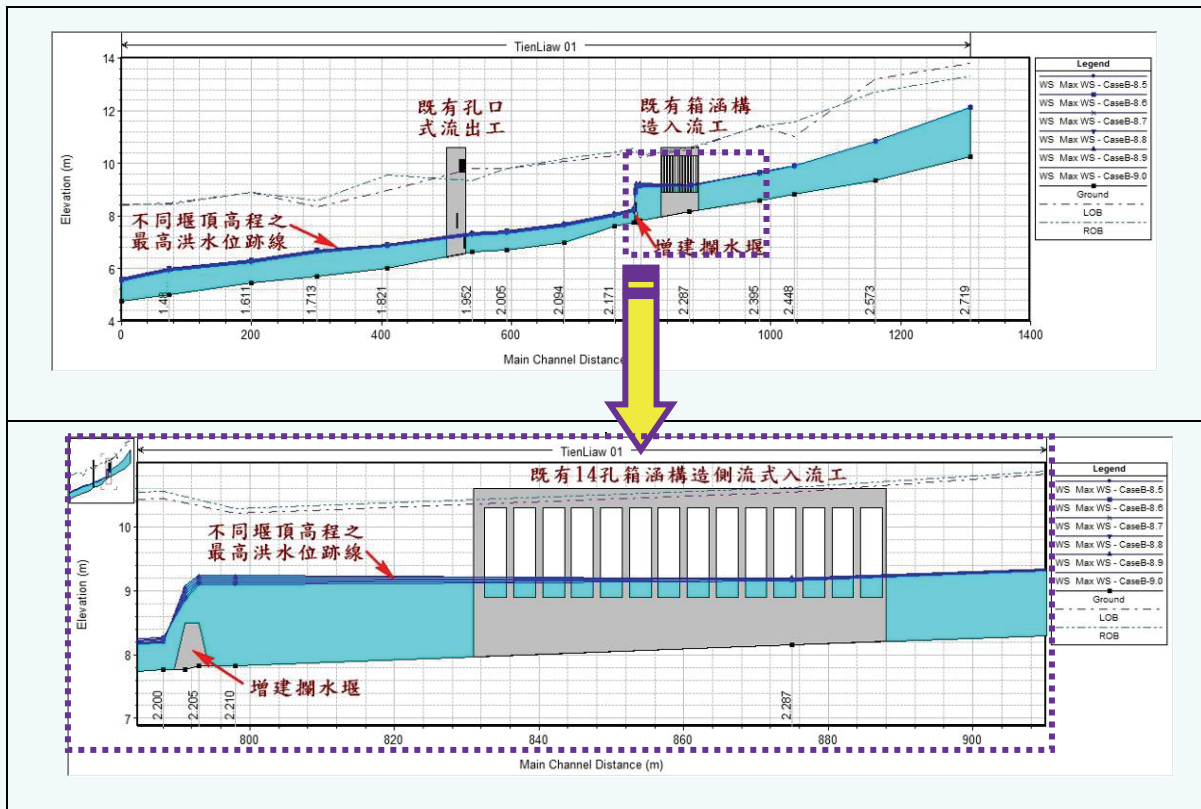 TienLiaw 01
14
12
10
8
6
4
Elevation (m)
既有孔口
式流出工
既有箱涵構
造入流工
不同堰頂高程之
最高洪水位跡線
增建攔水堰
1.48
1.611
1.713
1.821
1.952
2.005
2.094
2.171
2.287
2.395
2.448
2.573
2.719
0
200
400
600
1000
1200
1400
Main Channel Distance
Legend
WS Max WS - CaseB-8.5
WS Max WS - CaseB-8.6
WS Max WS - CaseB-8.7
WS Max WS - CaseB-8.8
WS Max WS - CaseB-8.9
WS Max WS - CaseB-9.0
Ground
LOB
ROB
TienLiaw 01
既有14孔箱涵構造側流式入流工
不同堰頂高程之
最高洪水位跡線
增建攔水堰
10
9
8
7
Elevation (m)
2.200
2.205
2.210
2.287
800
820
840
860
880
900
Main Channel Distance (m)
Legend
WS Max WS - CaseB-8.5
WS Max WS - CaseB-8.6
WS Max WS - CaseB-8.7
WS Max WS - CaseB-8.8
WS Max WS - CaseB-8.9
WS Max WS - CaseB-9.0
Ground
LOB
ROB